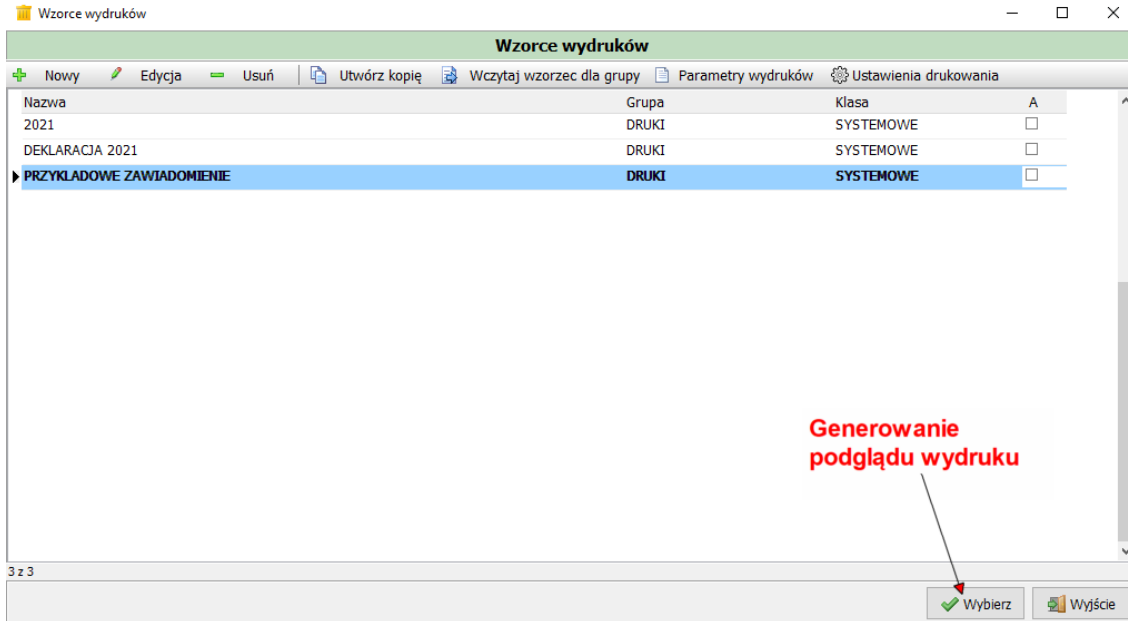 Wzorce wydruków
Wzorce wydruków
Nowy Edycja Usuń Utwórz kopię Wczytaj wzorzec dla grupy Parametry wydruków Ustawienia drukowania
Nazwa Grupa Klasa A
2021 DRUKI SYSTEMOWE
DEKLARACJA 2021 DRUKI SYSTEMOWE
PRZYKLADOWE ZAWIADOMIENIE DRUKI SYSTEMOWE
Generowanie
podglądu wydruku
3 z 3
Wybierz Wyjście